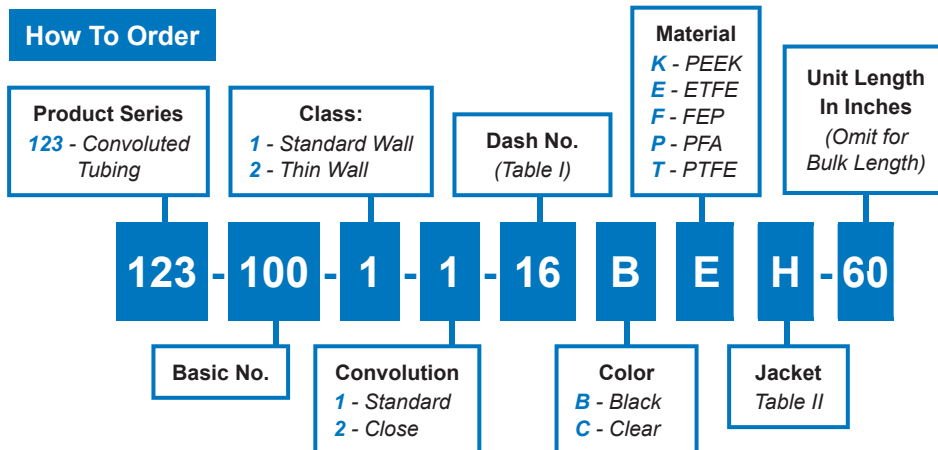 How To Order
Product Series
123 - Convoluted
Tubing
Class:
1 - Standard Wall
2 - Thin Wall
Dash No.
(Table I)
Material
K - PEEK
E - ETFE
F - FEP
P - PFA
T - PTFE
Unit Length
In Inches
(Omit for
Bulk Length)
123 - 100 - 1 - 1 - 16 B E H - 60
Basic No.
Convolution
1 - Standard
2 - Close
Color
B - Black
C - Clear
Jacket
Table II